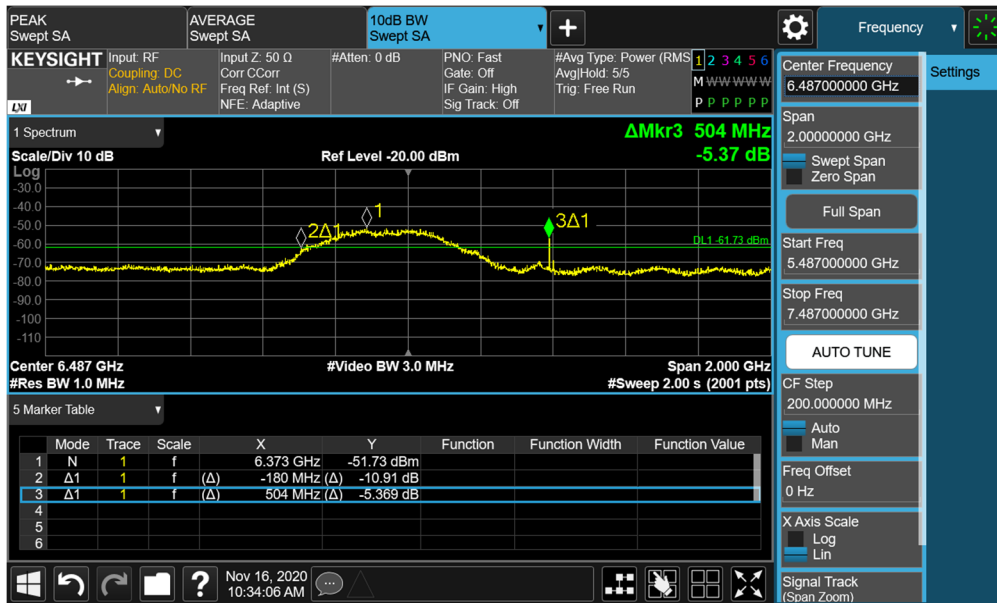 PEAK
Swept SA
AVERAGE
Swept SA
10dB BW
Swept SA
Frequency
KEYSIGHT
Input: RF
Coupling: DC
Align: Auto/No RF
Input Z: 50 Ω
Corr CCorr
Freq Ref: Int (S)
NFE: Adaptive
#Atten: 0 dB
PNO: Fast
Gate: Off
IF Gain: High
Sig Track: Off
#Avg Type: Power (RMS
Avg|Hold: 5/5
Trig: Free Run
1 2 3 4 5 6
M W W W W W
P P P P P P
LXI
1 Spectrum
ΔMkr3 504 MHz
-5.37 dB
Scale/Div 10 dB
Ref Level -20.00 dBm
Log
-30.0
-40.0
-50.0
-60.0
-70.0
-80.0
-90.0
-100
-110
1
2Δ1
3Δ1
DL1 -61.73 dBm
Center 6.487 GHz
#Video BW 3.0 MHz
Span 2.000 GHz
#Res BW 1.0 MHz
#Sweep 2.00 s (2001 pts)
5 Marker Table
Mode Trace Scale X Y Function Function Width Function Value
1 N 1 f 6.373 GHz -51.73 dBm
2 Δ1 1 f (Δ) -180 MHz (Δ) -10.91 dB
3 Δ1 1 f (Δ) 504 MHz (Δ) -5.369 dB
4
5
6
Nov 16, 2020
10:34:06 AM
Settings
Center Frequency
6.487000000 GHz
Span
2.00000000 GHz
Swept Span
Zero Span
Full Span
Start Freq
5.487000000 GHz
Stop Freq
7.487000000 GHz
AUTO TUNE
CF Step
200.000000 MHz
Auto
Man
Freq Offset
0 Hz
X Axis Scale
Log
Lin
Signal Track
(Span Zoom)